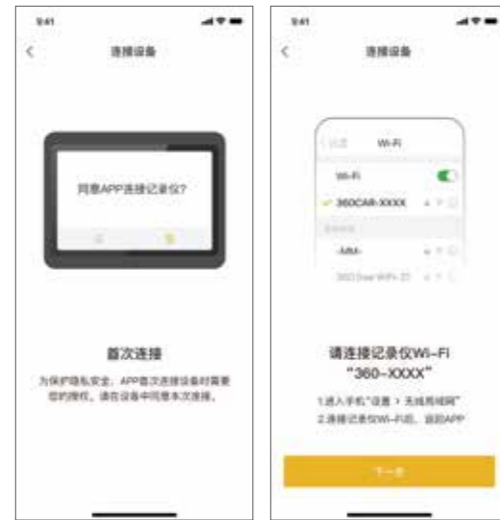 9:41
连接设备
同意APP连接记录仪?
首次连接
为保护隐私安全，APP首次连接设备时需要
您的授权，请在设备中同意本次连接。
9:41
连接设备
Wi-Fi
Wi-Fi
360CAR-XXXX
-MM-
360 free WiFi-
请连接记录仪Wi-Fi
“360-XXXX”
1.进入手机“设置 > 无线局域网”
2.连接记录仪Wi-Fi后，返回APP
下一步